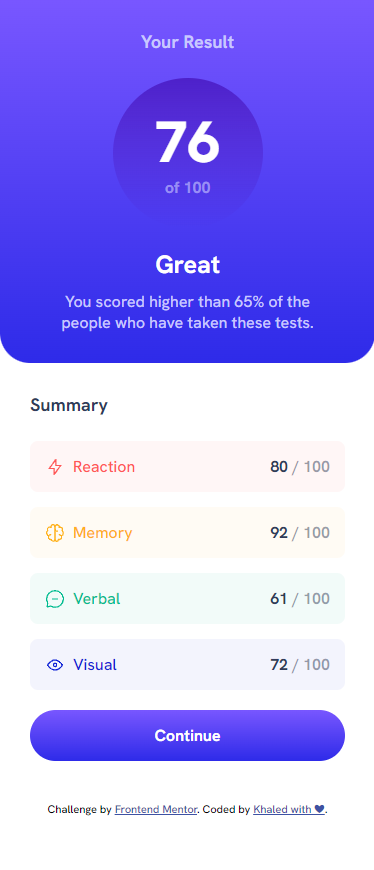 Your Result
76
of 100
Great
You scored higher than 65% of the
people who have taken these tests.
Summary
Reaction 80 / 100
Memory 92 / 100
Verbal 61 / 100
Visual 72 / 100
Continue
Challenge by Frontend Mentor. Coded by Khaled with ♥.